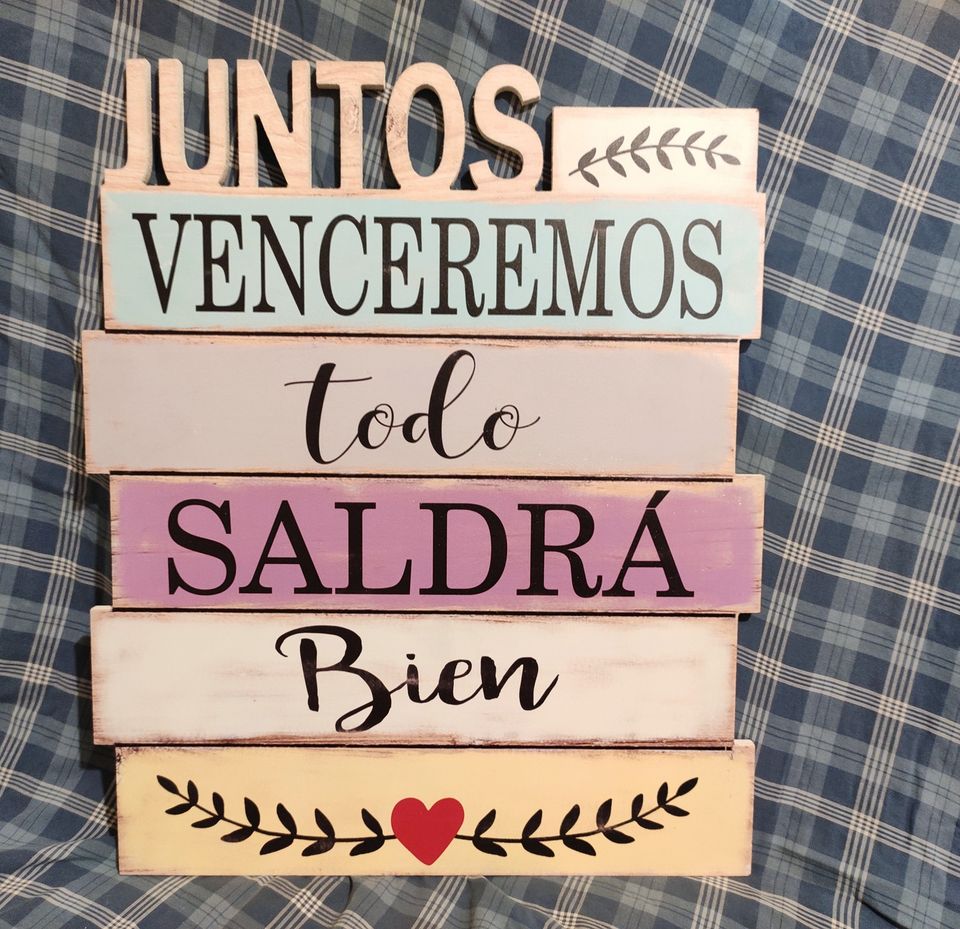 JUNTOS
VENCEREMOS
todo
SALDRÁ
Bien